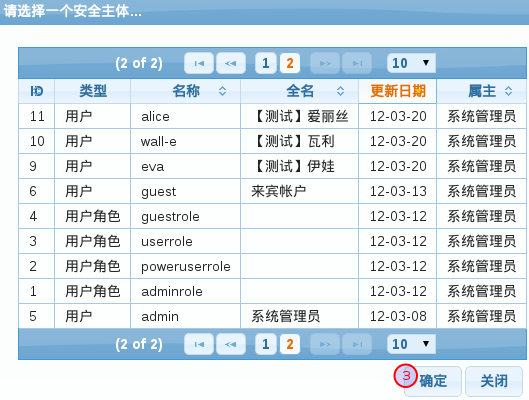 请选择一个安全主体...
(2 of 2) 1 2 10
ID 类型 名称 全名 更新日期 属主
11 用户 alice 【测试】爱丽丝 12-03-20 系统管理员
10 用户 wall-e 【测试】瓦利 12-03-20 系统管理员
9 用户 eva 【测试】伊娃 12-03-20 系统管理员
6 用户 guest 来宾帐户 12-03-13 系统管理员
4 用户角色 guestrole 12-03-12 系统管理员
3 用户角色 userrole 12-03-12 系统管理员
2 用户角色 poweruserrole 12-03-12 系统管理员
1 用户角色 adminrole 12-03-12 系统管理员
5 用户 admin 系统管理员 12-03-08 系统管理员
(2 of 2) 1 2 10
3 确定 关闭